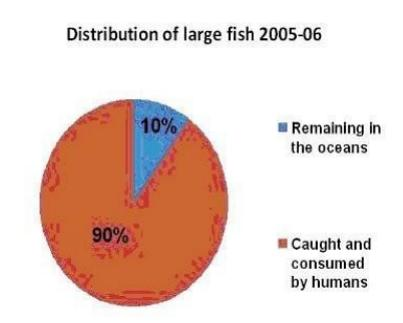 Distribution of large fish 2005-06
10%
Remaining in
the oceans
90%
Caught and
consumed
by humans